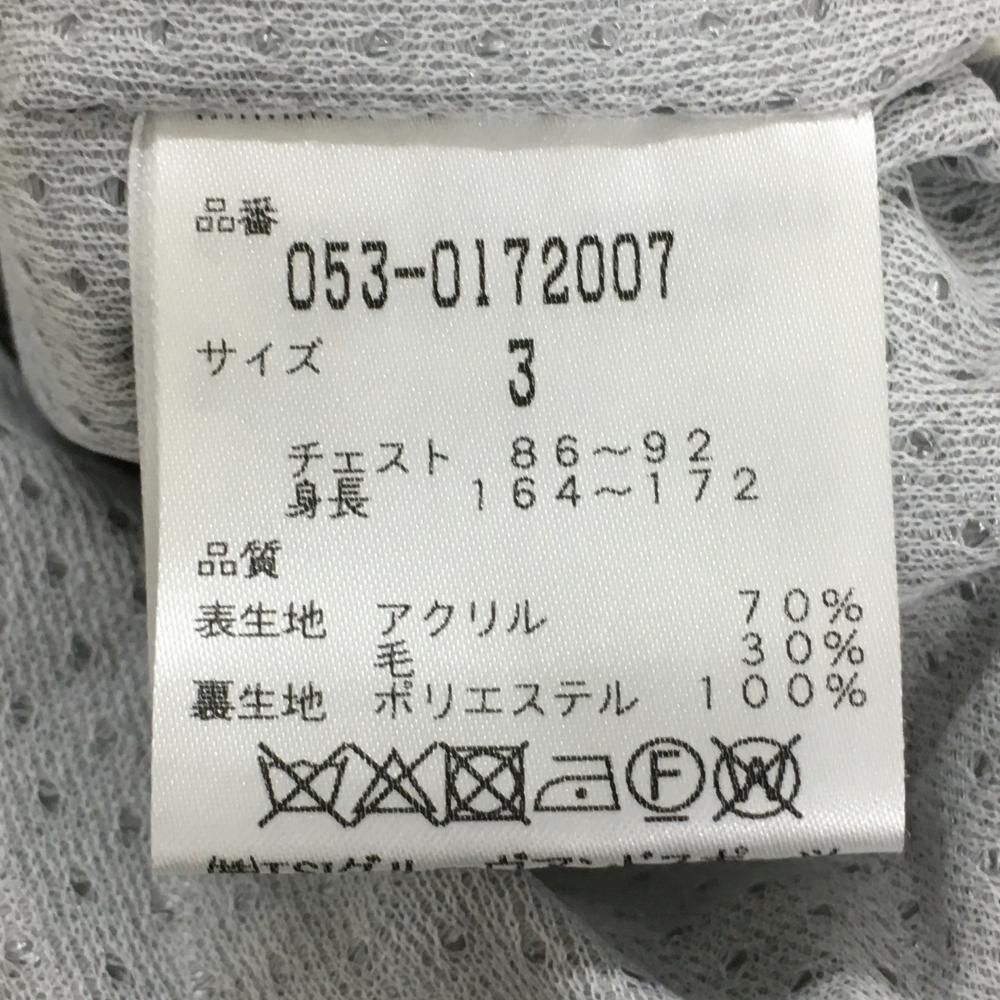 品番
053-0172007
サイズ 3
チェスト 86～92
身長 164～172
品質
表生地 アクリル 70%
毛 30%
裏生地 ポリエステル 100%
F W